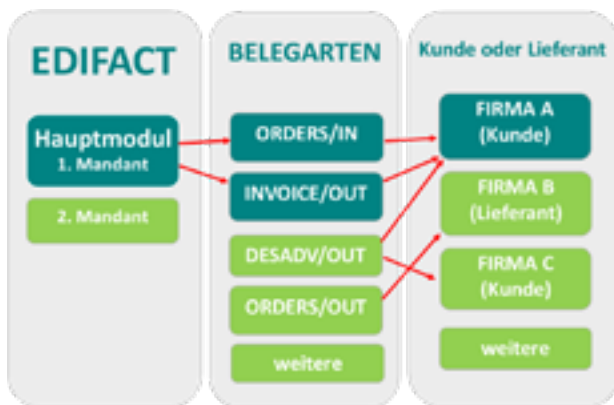 EDIFACT
Hauptmodul
1. Mandant
2. Mandant
BELEGARTEN
ORDERS/IN
INVOICE/OUT
DESADV/OUT
ORDERS/OUT
weitere
Kunde oder Lieferant
FIRMA A
(Kunde)
FIRMA B
(Lieferant)
FIRMA C
(Kunde)
weitere